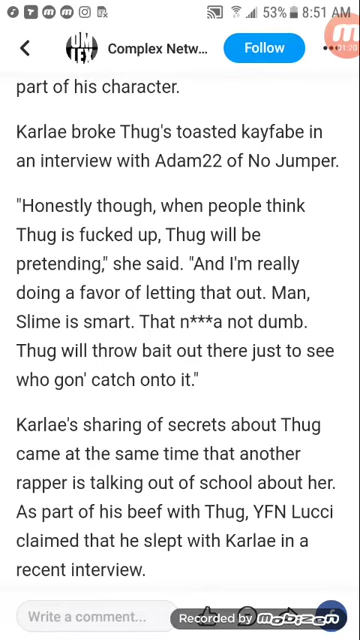 53% 8:51 AM
Complex Netw... Follow
01:20
part of his character.
Karlae broke Thug's toasted kayfabe in
an interview with Adam22 of No Jumper.
"Honestly though, when people think
Thug is fucked up, Thug will be
pretending," she said. "And I'm really
doing a favor of letting that out. Man,
Slime is smart. That n***a not dumb.
Thug will throw bait out there just to see
who gon' catch onto it."
Karlae's sharing of secrets about Thug
came at the same time that another
rapper is talking out of school about her.
As part of his beef with Thug, YFN Lucci
claimed that he slept with Karlae in a
recent interview.
Write a comment...
Recorded by mobizen